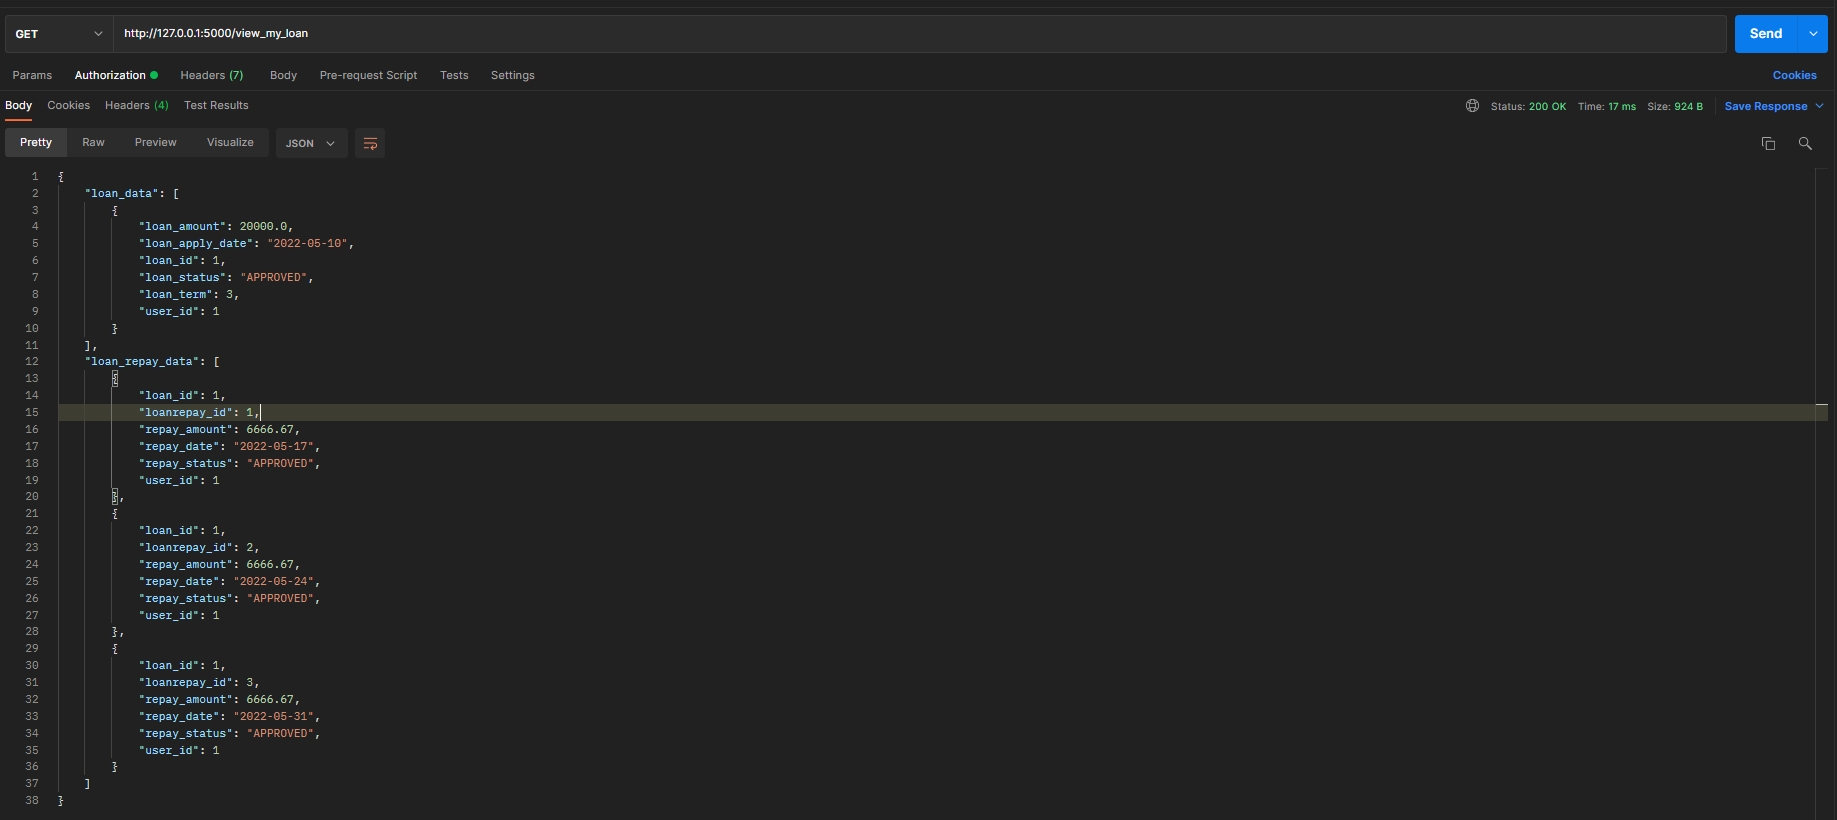 GET http://127.0.0.1:5000/view_my_loan Send
Params Authorization Headers (7) Body Pre-request Script Tests Settings Cookies
Body Cookies Headers (4) Test Results Status: 200 OK Time: 17 ms Size: 924 B Save Response
Pretty Raw Preview Visualize JSON
1 {
2 "loan_data": [
3 {
4 "loan_amount": 20000.0,
5 "loan_apply_date": "2022-05-10",
6 "loan_id": 1,
7 "loan_status": "APPROVED",
8 "loan_term": 3,
9 "user_id": 1
10 }
11 ],
12 "loan_repay_data": [
13 {
14 "loan_id": 1,
15 "loanrepay_id": 1,
16 "repay_amount": 6666.67,
17 "repay_date": "2022-05-17",
18 "repay_status": "APPROVED",
19 "user_id": 1
20 },
21 {
22 "loan_id": 1,
23 "loanrepay_id": 2,
24 "repay_amount": 6666.67,
25 "repay_date": "2022-05-24",
26 "repay_status": "APPROVED",
27 "user_id": 1
28 },
29 {
30 "loan_id": 1,
31 "loanrepay_id": 3,
32 "repay_amount": 6666.67,
33 "repay_date": "2022-05-31",
34 "repay_status": "APPROVED",
35 "user_id": 1
36 }
37 ]
38 }